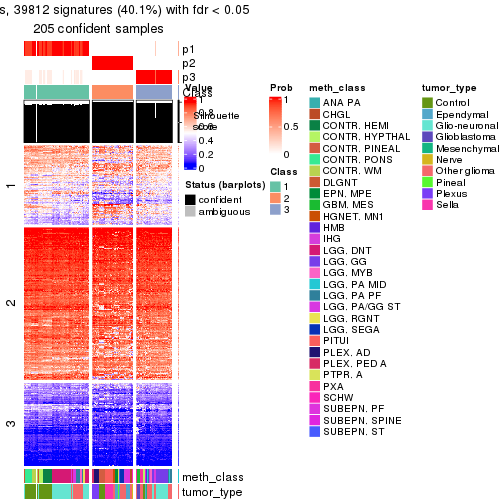 s, 39812 signatures (40.1%) with fdr < 0.05
205 confident samples
p1
p2
p3
Class
Silhouette
score
1
2
3
meth_class
tumor_type
Value
1
0.8
0.6
0.4
0.2
0
Status (barplots)
confident
ambiguous
Prob
1
0.5
0
Class
1
2
3
meth_class
ANA PA
CHGL
CONTR. HEMI
CONTR. HYPTHAL
CONTR. PINEAL
CONTR. PONS
CONTR. WM
DLGNT
EPN. MPE
GBM. MES
HGNET. MN1
HMB
IHG
LGG. DNT
LGG. GG
LGG. MYB
LGG. PA MID
LGG. PA PF
LGG. PA/GG ST
LGG. RGNT
LGG. SEGA
PITUI
PLEX. AD
PLEX. PED A
PTPR. A
PXA
SCHW
SUBEPN. PF
SUBEPN. SPINE
SUBEPN. ST
tumor_type
Control
Ependymal
Glio-neuronal
Glioblastoma
Mesenchymal
Nerve
Other glioma
Pineal
Plexus
Sella